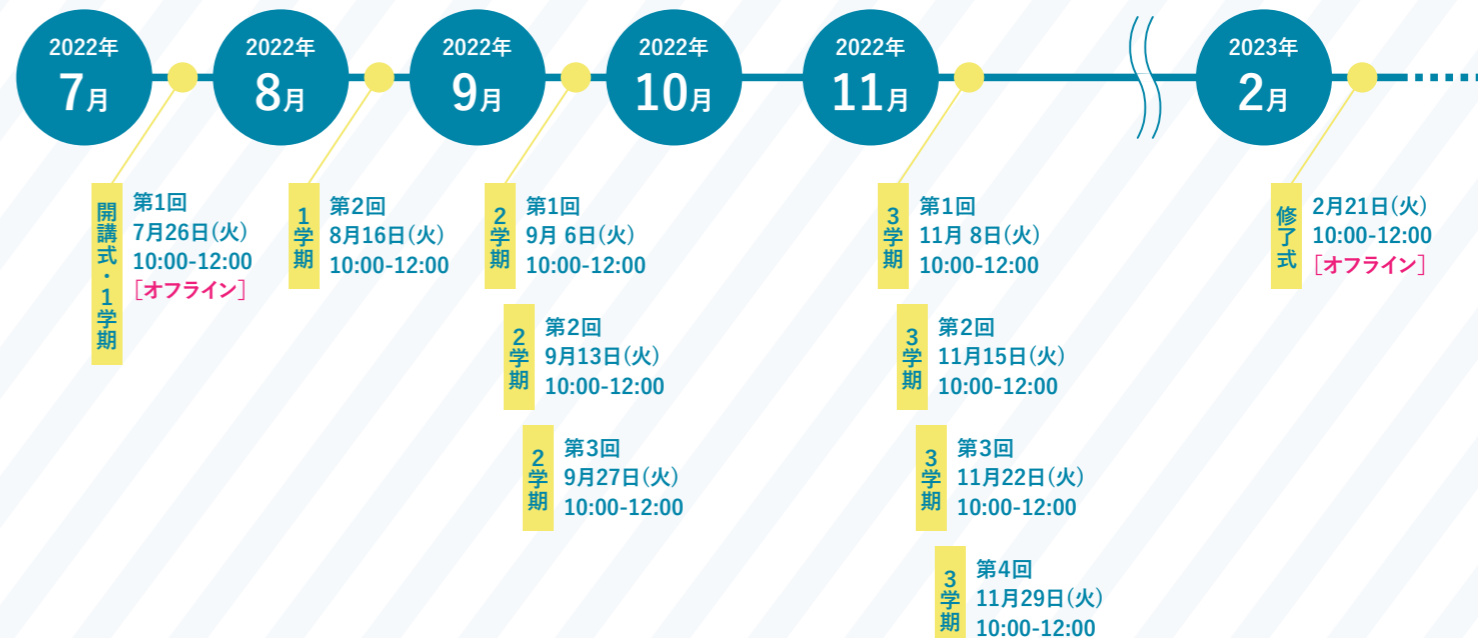 2022年
7月
2022年
8月
2022年
9月
2022年
10月
2022年
11月
2023年
2月
開講式・1学期
第1回
7月26日(火)
10:00-12:00
[オフライン]
1学期
第2回
8月16日(火)
10:00-12:00
2学期
第1回
9月 6日(火)
10:00-12:00
2学期
第2回
9月13日(火)
10:00-12:00
2学期
第3回
9月27日(火)
10:00-12:00
3学期
第1回
11月 8日(火)
10:00-12:00
3学期
第2回
11月15日(火)
10:00-12:00
3学期
第3回
11月22日(火)
10:00-12:00
3学期
第4回
11月29日(火)
10:00-12:00
修了式
2月21日(火)
10:00-12:00
[オフライン]